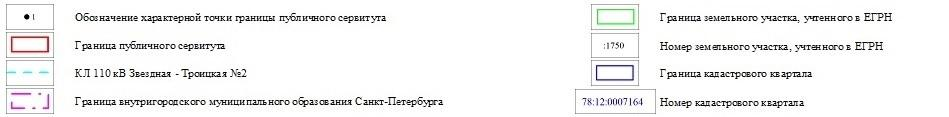 1 Обозначение характерной точки границы публичного сервитута
Граница публичного сервитута
КЛ 110 кВ Звездная - Троицкая №2
Граница внутригородского муниципального образования Санкт-Петербурга
Граница земельного участка, учтенного в ЕГРН
:1750 Номер земельного участка, учтенного в ЕГРН
Граница кадастрового квартала
78:12:0007164 Номер кадастрового квартала